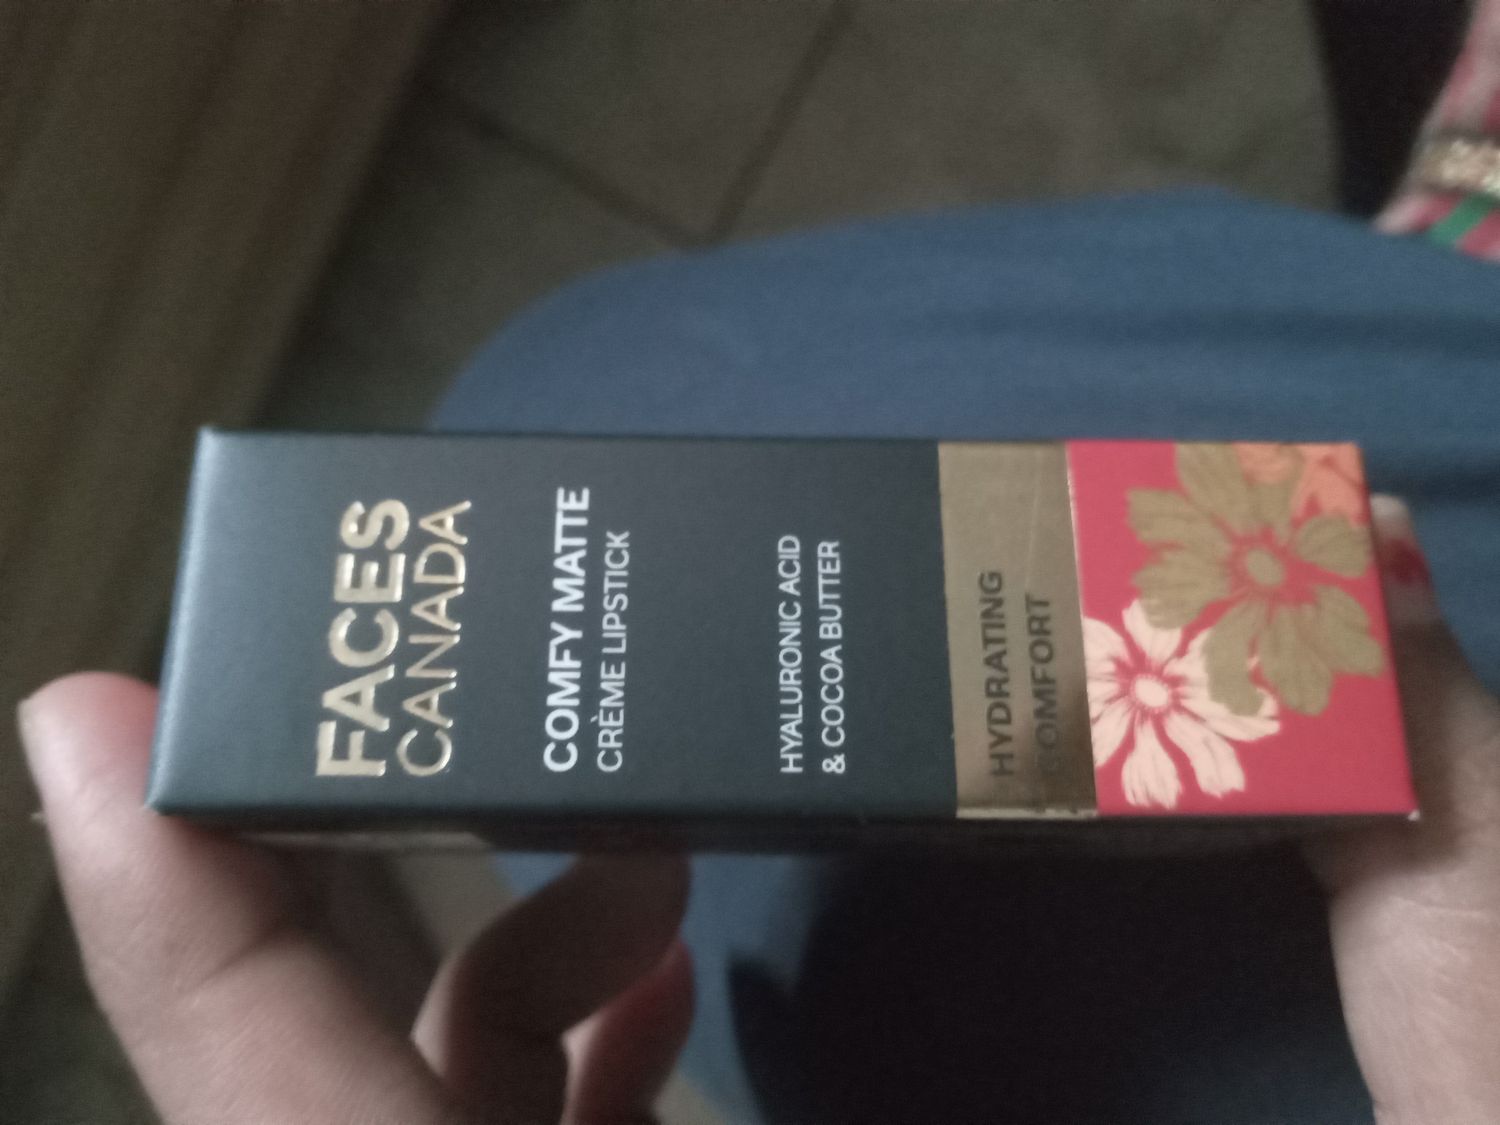 FACES
CANADA
COMFY MATTE
CRÈME LIPSTICK
HYALURONIC ACID
& COCOA BUTTER
HYDRATING
COMFORT